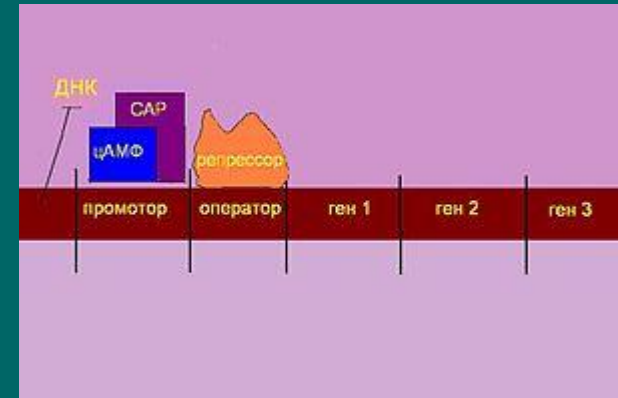 ДНК
САР
цАМФ
репрессор
промотор
оператор
ген 1
ген 2
ген 3